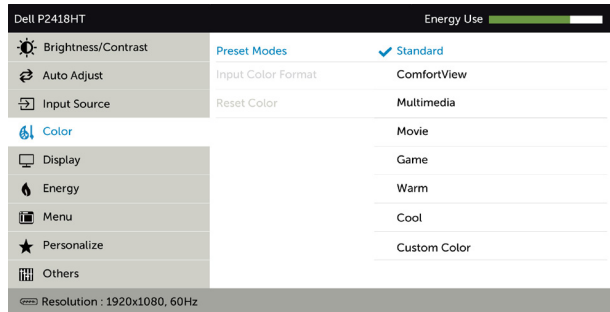 Dell P2418HT
Energy Use
Brightness/Contrast
Auto Adjust
Input Source
Color
Display
Energy
Menu
Personalize
Others
Preset Modes
Input Color Format
Reset Color
Standard
ComfortView
Multimedia
Movie
Game
Warm
Cool
Custom Color
Resolution : 1920x1080, 60Hz